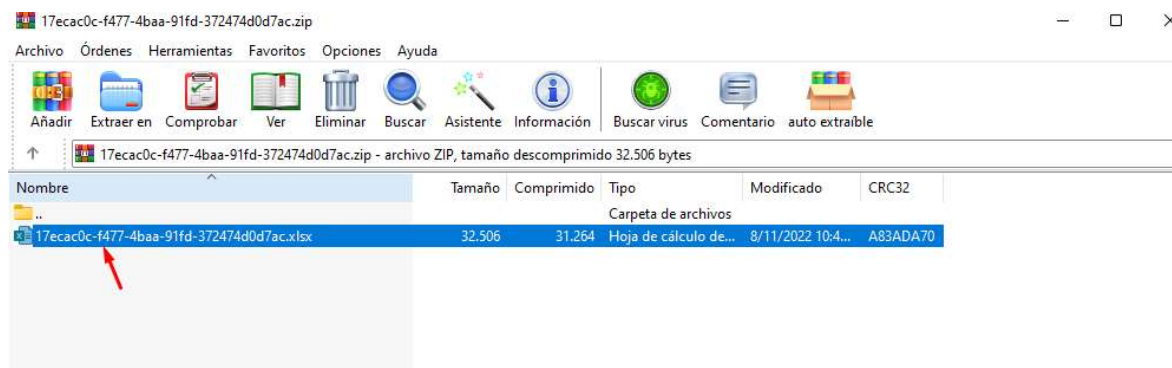 17ecac0c-f477-4baa-91fd-372474d0d7ac.zip
Archivo Órdenes Herramientas Favoritos Opciones Ayuda
Añadir Extraer en Comprobar Ver Eliminar Buscar Asistente Información Buscar virus Comentario auto extraíble
17ecac0c-f477-4baa-91fd-372474d0d7ac.zip - archivo ZIP, tamaño descomprimido 32.506 bytes
Nombre Tamaño Comprimido Tipo Modificado CRC32
.. Carpeta de archivos
17ecac0c-f477-4baa-91fd-372474d0d7ac.xlsx 32.506 31.264 Hoja de cálculo de... 8/11/2022 10:4... A83ADA70